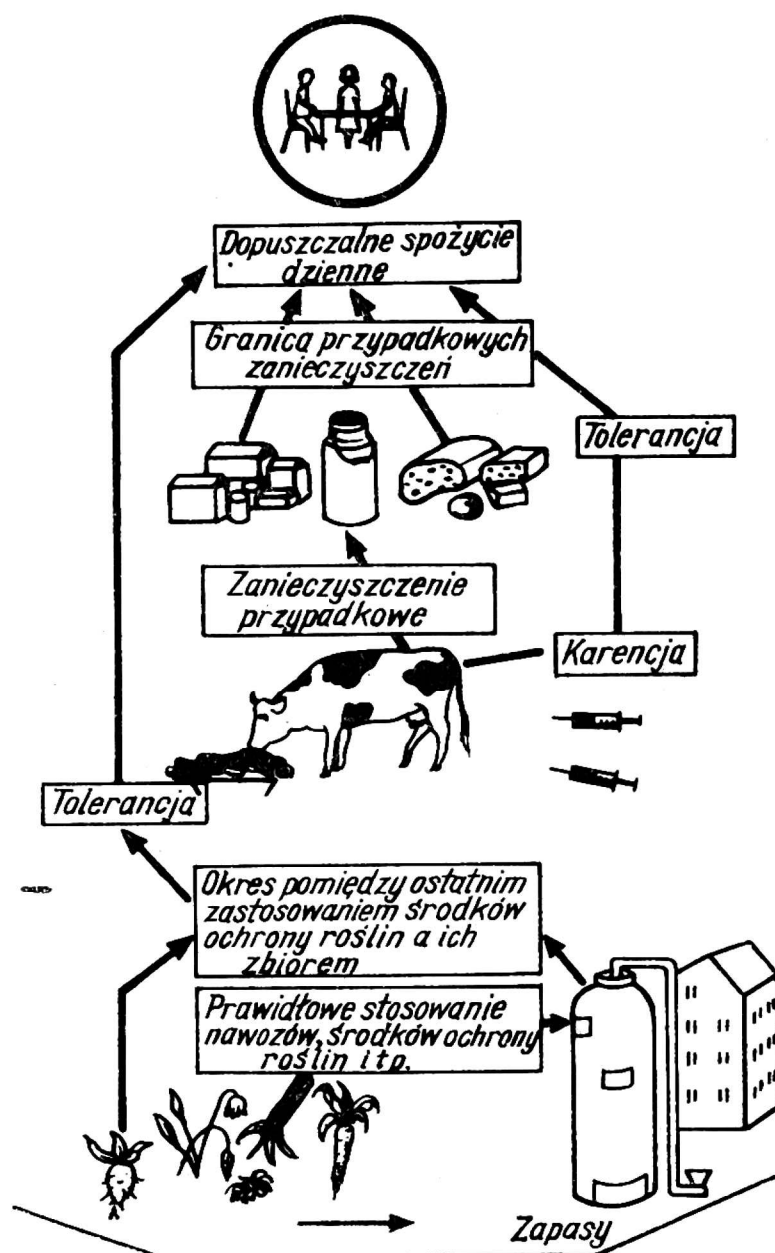 Dopuszczalne spożycie
dzienne
Granica przypadkowych
zanieczyszczeń
Tolerancja
Zanieczyszczenie
przypadkowe
Karencja
Tolerancja
Okres pomiędzy ostatnim
zastosowaniem środków
ochrony roślin a ich
zbiorem
Prawidłowe stosowanie
nawozów, środków ochrony
roślin itp.
Zapasy